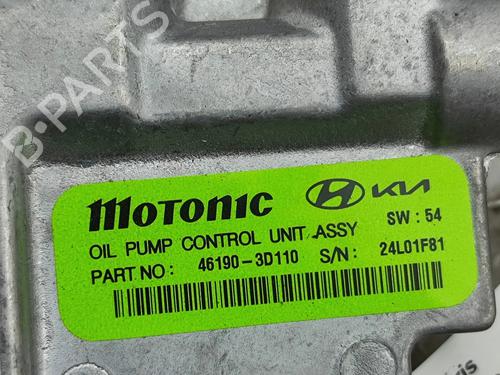 B-PARTS
MOTONIC KIA
SW : 54
OIL PUMP CONTROL UNIT ASSY
PART NO : 46190-3D110 S/N : 24L01F81